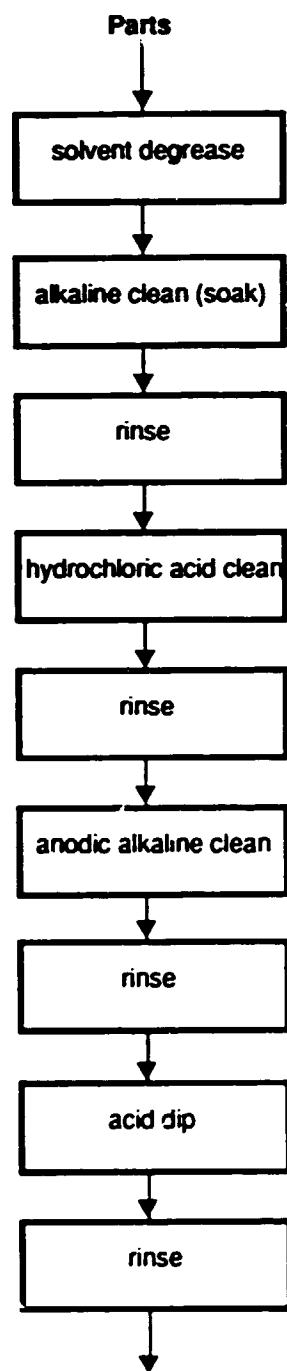 Parts
solvent degrease
alkaline clean (soak)
rinse
hydrochloric acid clean
rinse
anodic alkaline clean
rinse
acid dip
rinse